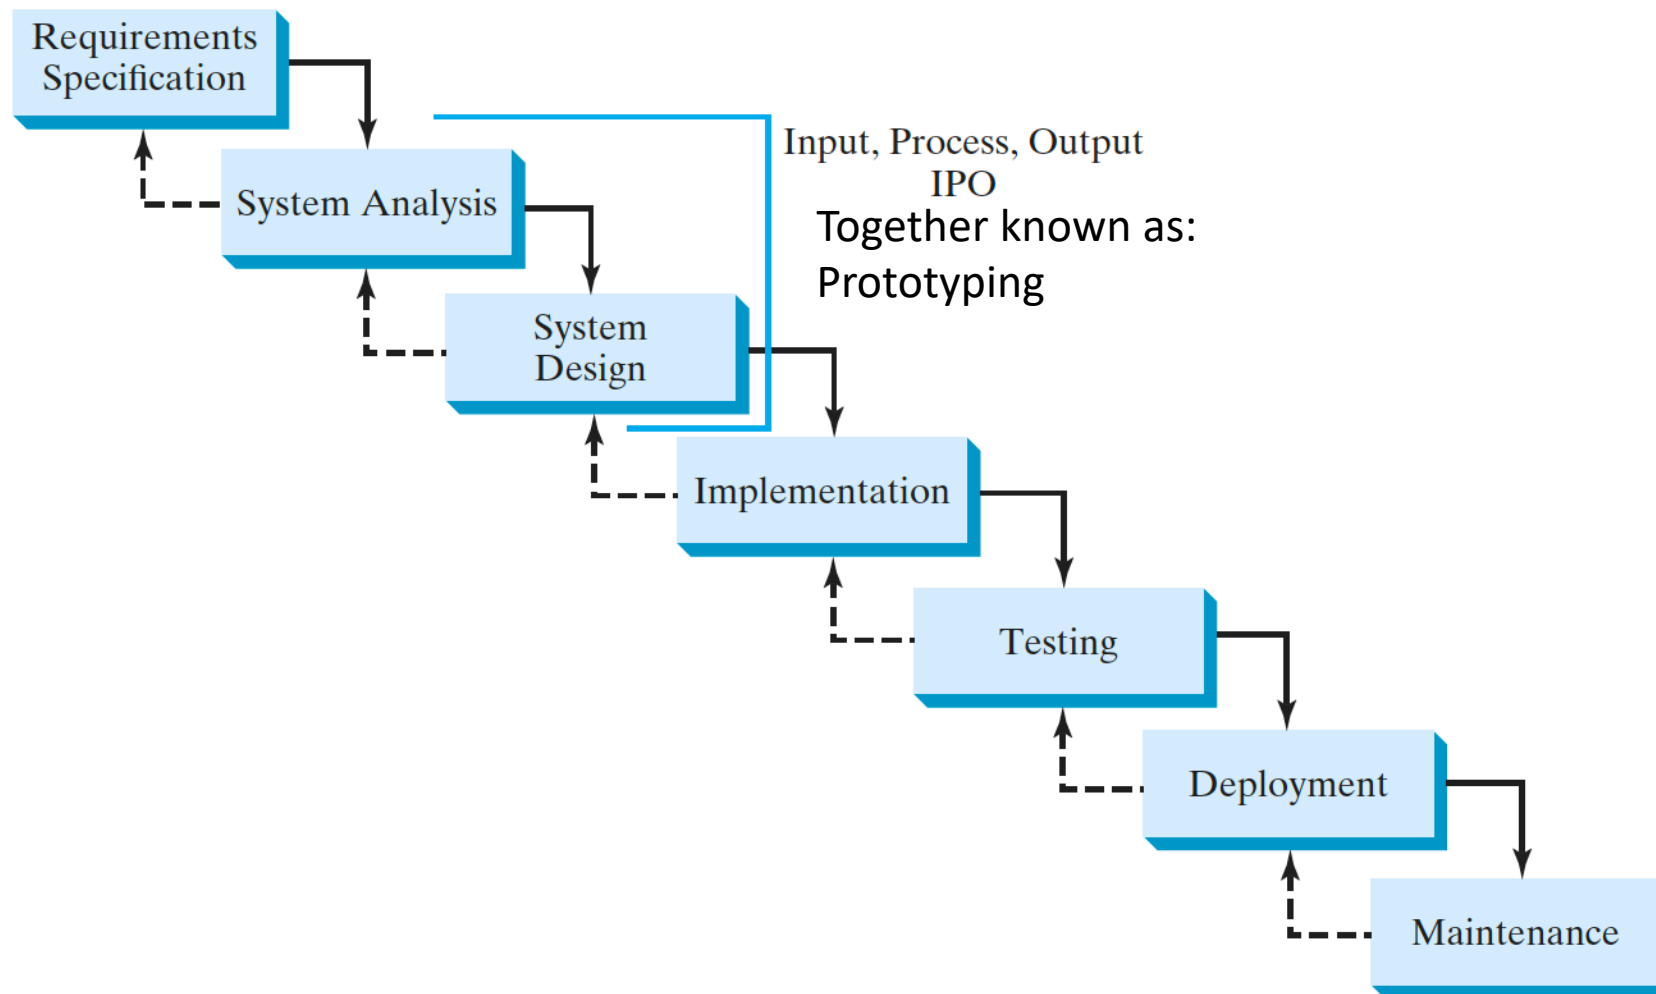 Requirements
Specification
Input, Process, Output
IPO
System Analysis
Together known as:
Prototyping
System
Design
Implementation
Testing
Deployment
Maintenance